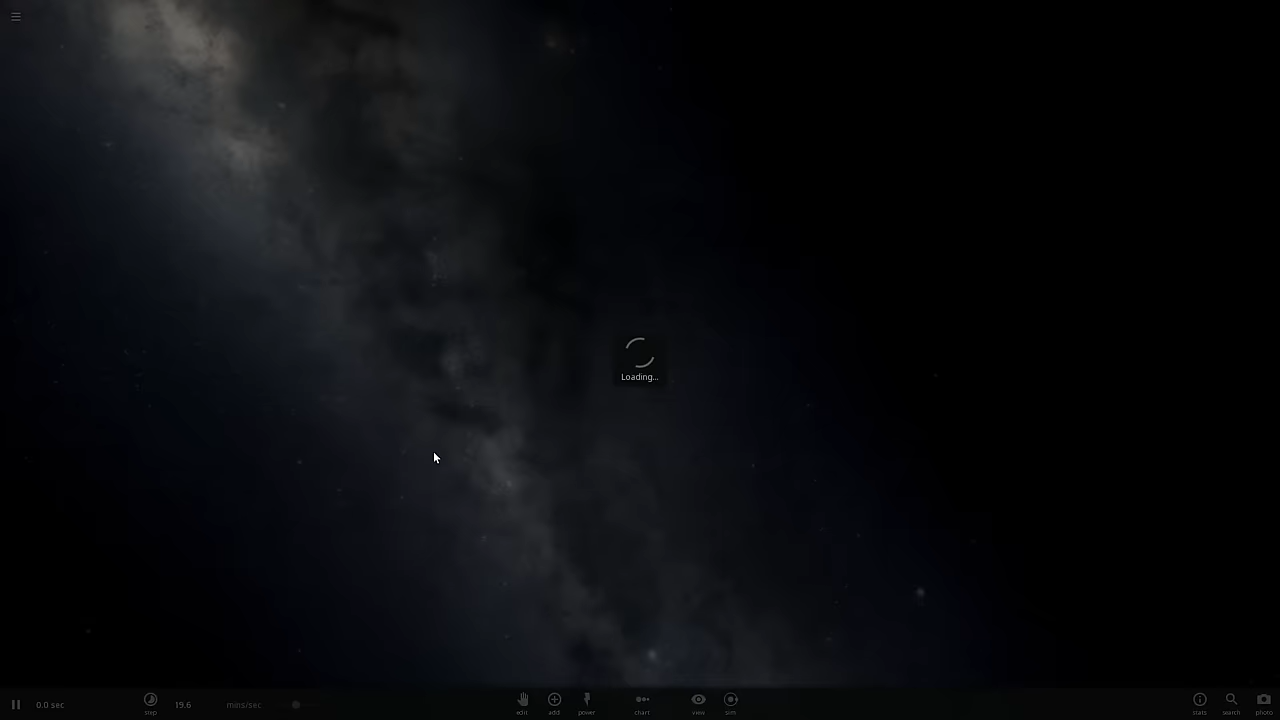 Loading...
0.0 sec
step
19.6
mins/sec
edit
add
power
chart
view
sim
stats
search
photo